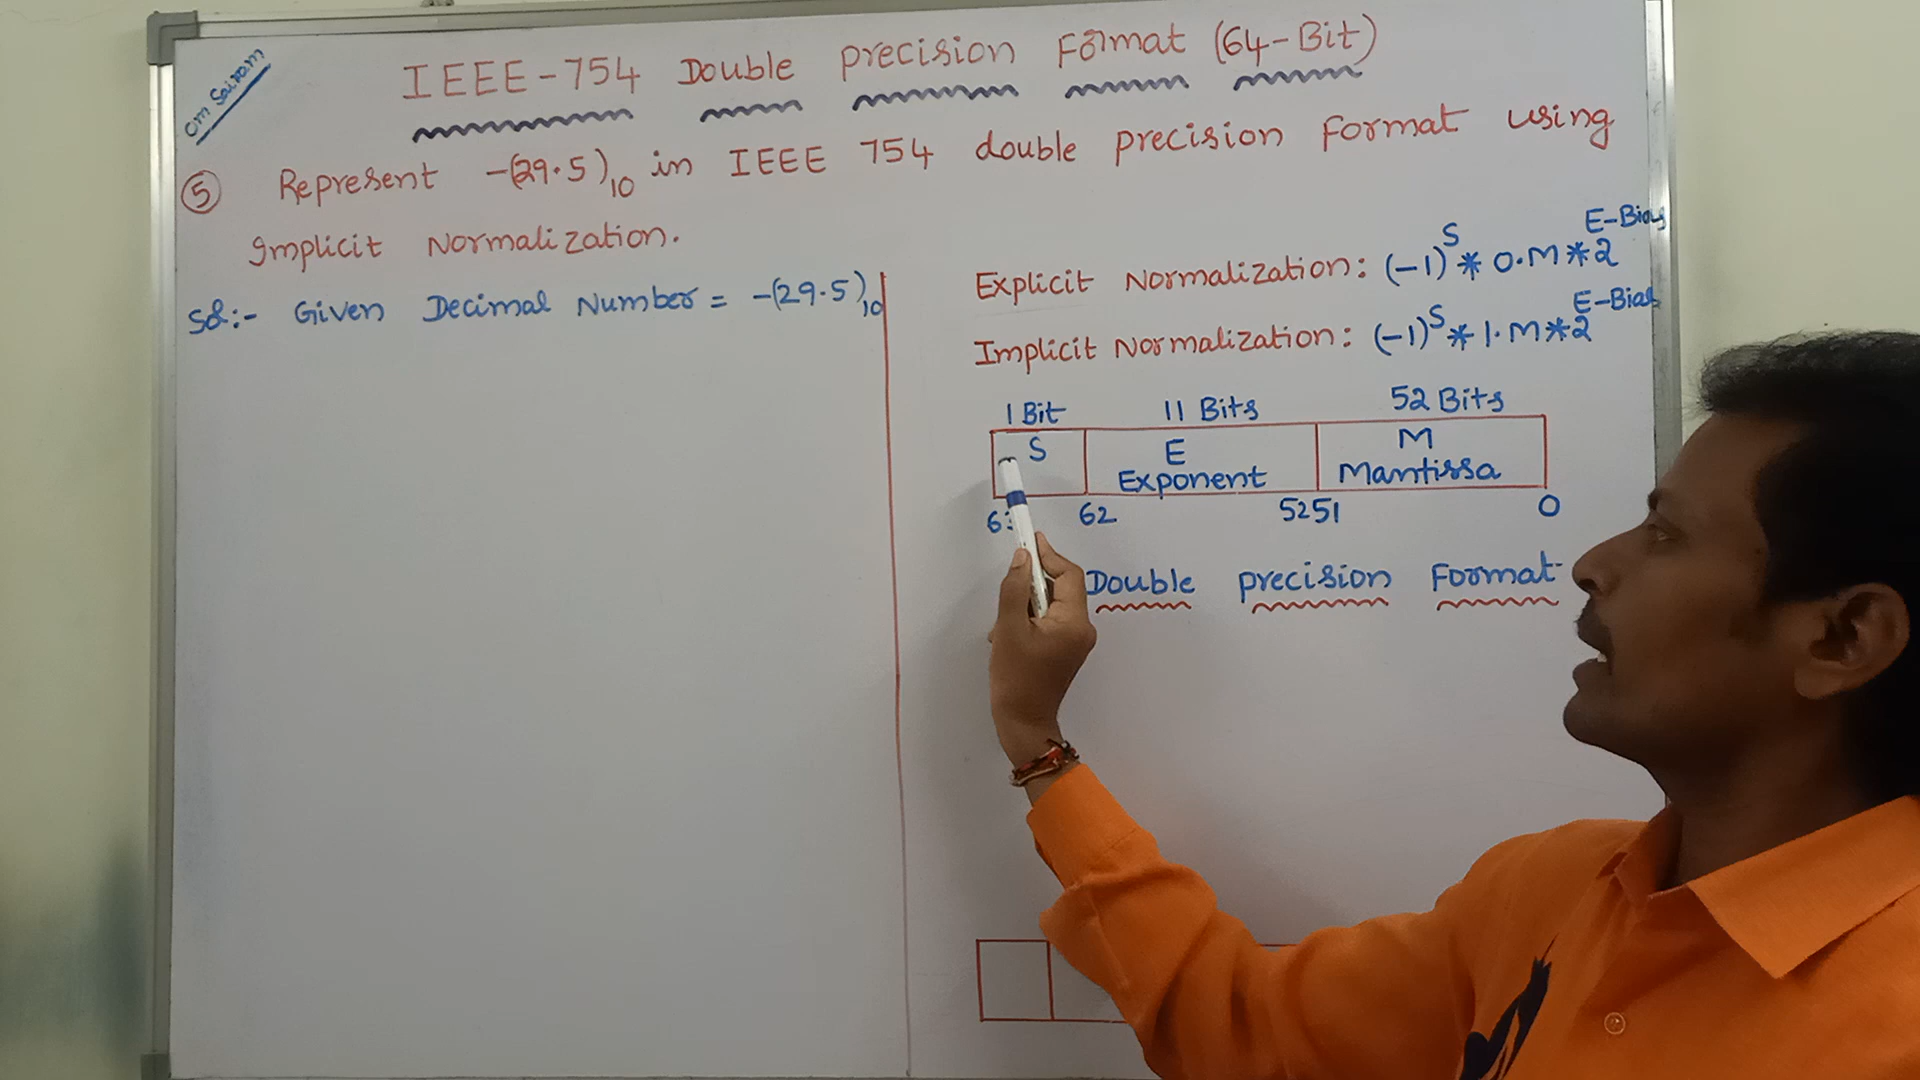 Om Sairam
IEEE-754 Double precision Format (64-Bit)
⑤ Represent -(29.5)10 in IEEE 754 double precision Format using
Implicit Normalization.
Sol:- Given Decimal Number = -(29.5)10
Explicit Normalization: (-1)^S * 0.M * 2^E-Bias
Implicit Normalization: (-1)^S * 1.M * 2^E-Bias
1 Bit 11 Bits 52 Bits
S E M
Exponent Mantissa
62 52 51 0
Double precision Format